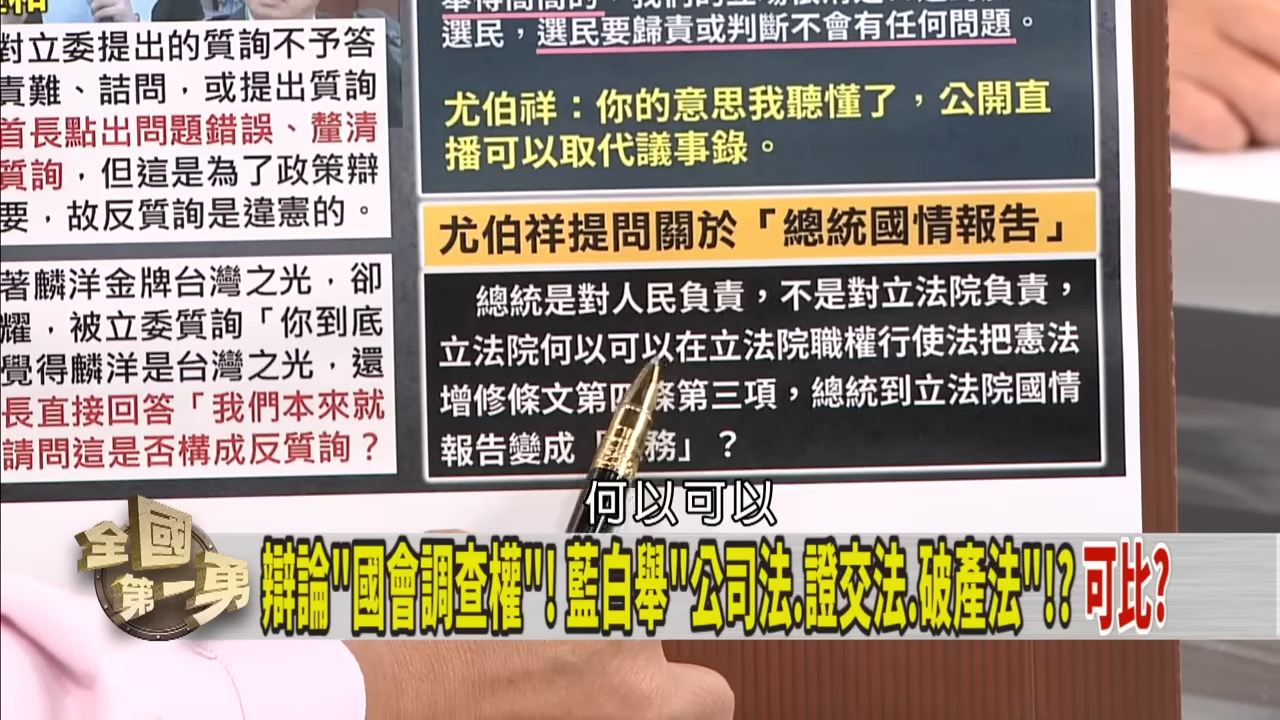 對立委提出的質詢不予答
責難、詰問，或提出質詢
首長點出問題錯誤、釐清
質詢，但這是為了政策辯
要，故反質詢是違憲的。
著麟洋金牌台灣之光，卻
耀，被立委質詢「你到底
覺得麟洋是台灣之光，還
長直接回答「我們本來就
請問這是否構成反質詢？
選民，選民要歸責或判斷不會有任何問題。
尤伯祥：你的意思我聽懂了，公開直
播可以取代議事錄。
尤伯祥提問關於「總統國情報告」
總統是對人民負責，不是對立法院負責，
立法院何以可以在立法院職權行使法把憲法
增修條文第四條第三項，總統到立法院國情
報告變成「務」？
何以可以
全國第一勇
辯論"國會調查權"! 藍白舉"公司法.證交法.破產法"!? 可比?